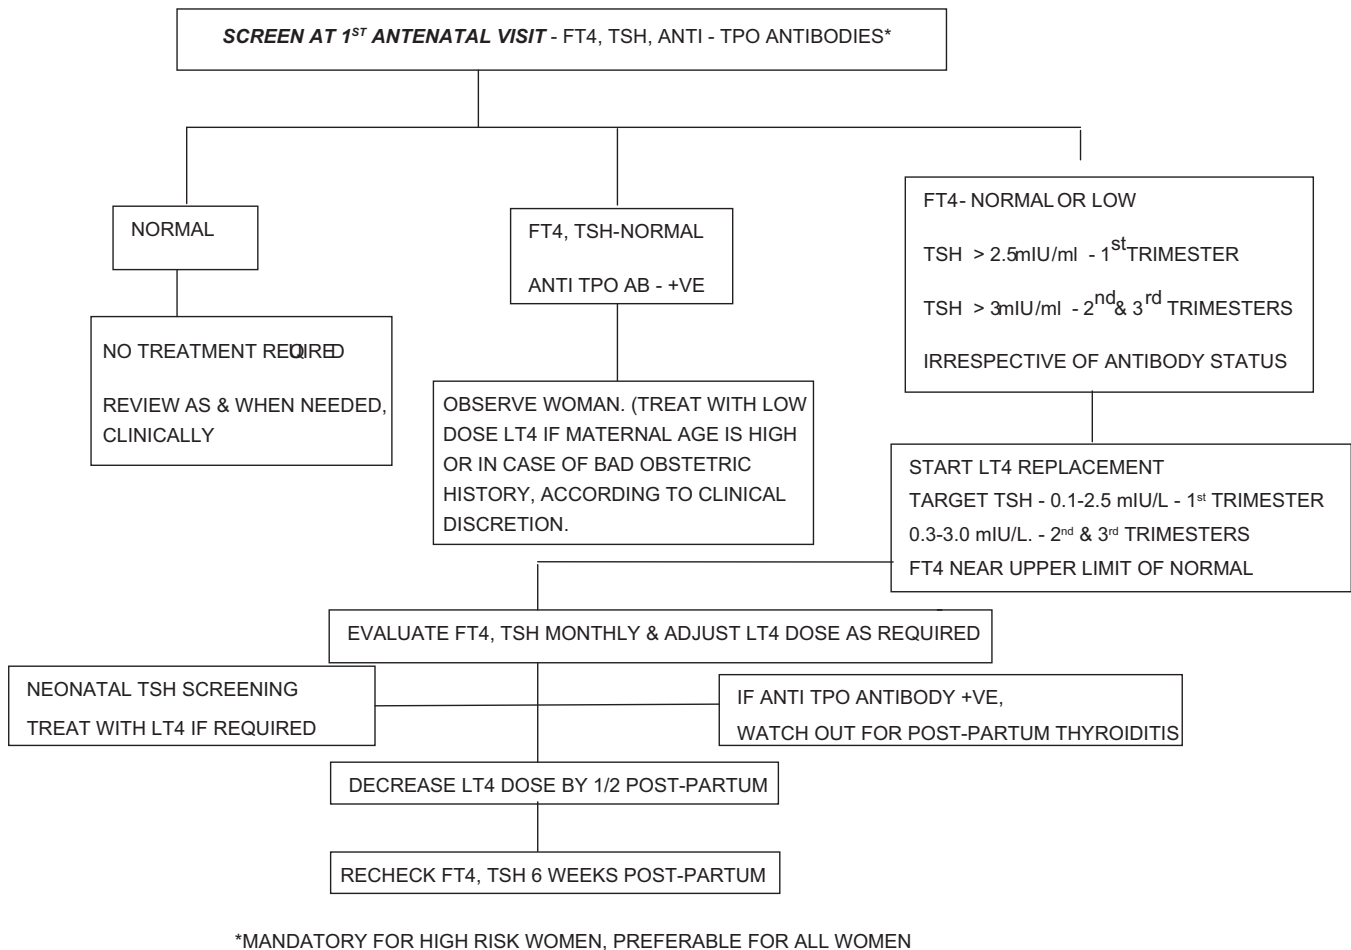 SCREEN AT 1ST ANTENATAL VISIT - FT4, TSH, ANTI - TPO ANTIBODIES*
NORMAL
NO TREATMENT REQUIRED
REVIEW AS & WHEN NEEDED,
CLINICALLY
FT4, TSH-NORMAL
ANTI TPO AB - +VE
OBSERVE WOMAN. (TREAT WITH LOW
DOSE LT4 IF MATERNAL AGE IS HIGH
OR IN CASE OF BAD OBSTETRIC
HISTORY, ACCORDING TO CLINICAL
DISCRETION.
FT4- NORMAL OR LOW
TSH > 2.5mIU/ml - 1st TRIMESTER
TSH > 3mIU/ml - 2nd & 3rd TRIMESTERS
IRRESPECTIVE OF ANTIBODY STATUS
START LT4 REPLACEMENT
TARGET TSH - 0.1-2.5 mIU/L - 1st TRIMESTER
0.3-3.0 mIU/L. - 2nd & 3rd TRIMESTERS
FT4 NEAR UPPER LIMIT OF NORMAL
EVALUATE FT4, TSH MONTHLY & ADJUST LT4 DOSE AS REQUIRED
NEONATAL TSH SCREENING
TREAT WITH LT4 IF REQUIRED
IF ANTI TPO ANTIBODY +VE,
WATCH OUT FOR POST-PARTUM THYROIDITIS
DECREASE LT4 DOSE BY 1/2 POST-PARTUM
RECHECK FT4, TSH 6 WEEKS POST-PARTUM
*MANDATORY FOR HIGH RISK WOMEN, PREFERABLE FOR ALL WOMEN